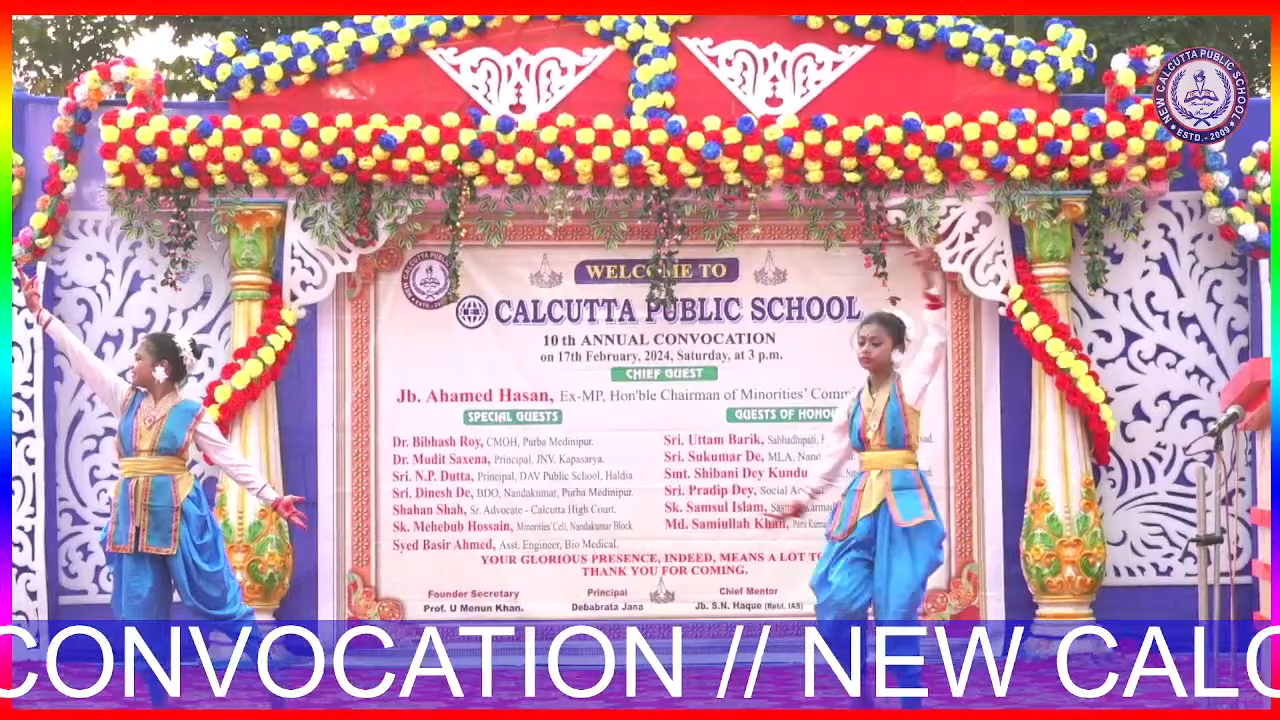 NEW CALCUTTA PUBLIC SCHOOL
ESTD.- 2009
WELCOME TO
CALCUTTA PUBLIC SCHOOL
10 th ANNUAL CONVOCATION
on 17th February, 2024, Saturday, at 3 p.m.
CHIEF GUEST
Jb. Ahamed Hasan, Ex-MP, Hon'ble Chairman of Minorities'
SPECIAL GUESTS
Dr. Bibhash Roy, CMOH, Purba Medinipur.
Dr. Mudit Saxena, Principal, JNV. Kapasarya.
Sri. N.P. Dutta, Principal, DAV Public School, Haldia
Sri. Dinesh De, BDO, Nandakumar, Purba Medinipur.
Shahan Shah, Sr. Advocate - Calcutta High Court.
Sk. Mehebub Hossain, Minorities' Cell, Nandakumar Block
Syed Basir Ahmed, Asst. Engineer, Bio Medical.
GUESTS OF
Sri. Uttam Barik, Sabhadhipati,
Sri. Sukumar De, MLA,
Smt. Shibani Dey Kundu
Sri. Pradip Dey, Social
Sk. Samsul Islam,
Md. Samiullah Khan,
YOUR GLORIOUS PRESENCE, INDEED, MEANS A LOT TO
THANK YOU FOR COMING.
Founder Secretary
Prof. U Menun Khan.
Principal
Debabrata Jana
Chief Mentor
Jb. S.N. Haque (Retd. IAS)
CONVOCATION // NEW CALC